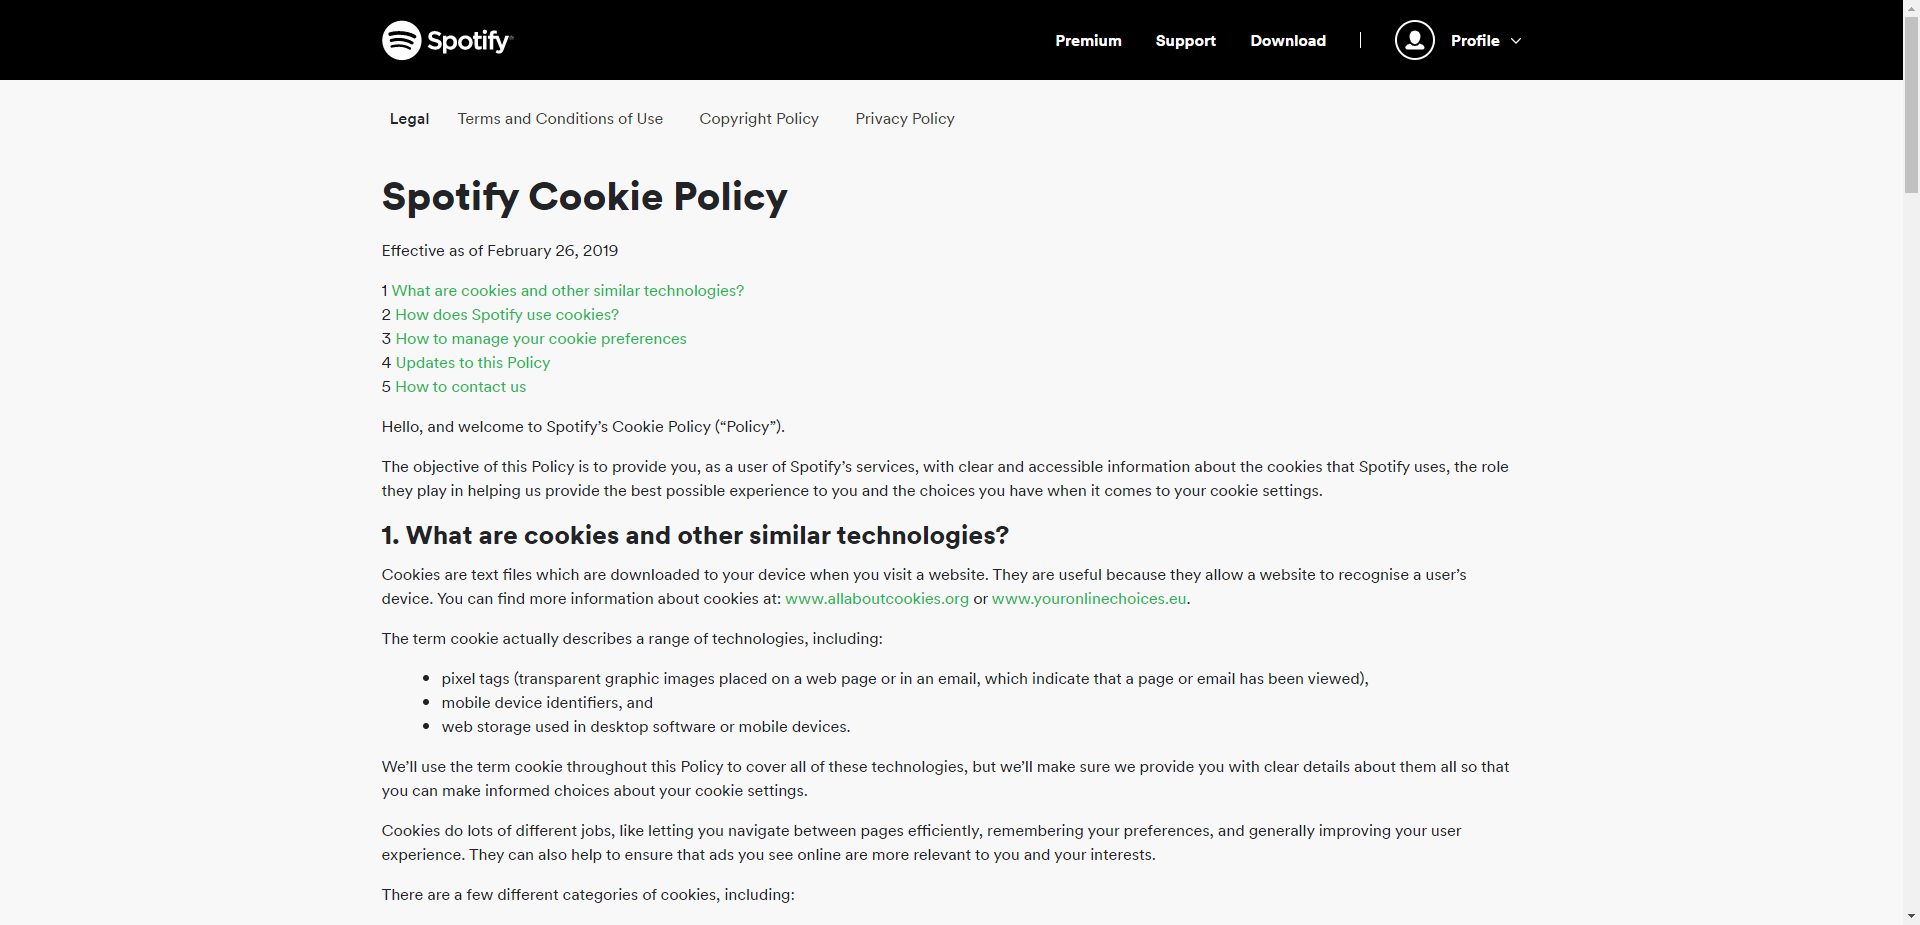 Spotify
Premium Support Download | Profile
Legal Terms and Conditions of Use Copyright Policy Privacy Policy
Spotify Cookie Policy
Effective as of February 26, 2019
1 What are cookies and other similar technologies?
2 How does Spotify use cookies?
3 How to manage your cookie preferences
4 Updates to this Policy
5 How to contact us
Hello, and welcome to Spotify’s Cookie Policy (“Policy”).
The objective of this Policy is to provide you, as a user of Spotify’s services, with clear and accessible information about the cookies that Spotify uses, the role
they play in helping us provide the best possible experience to you and the choices you have when it comes to your cookie settings.
1. What are cookies and other similar technologies?
Cookies are text files which are downloaded to your device when you visit a website. They are useful because they allow a website to recognise a user’s
device. You can find more information about cookies at: www.allaboutcookies.org or www.youronlinechoices.eu.
The term cookie actually describes a range of technologies, including:
• pixel tags (transparent graphic images placed on a web page or in an email, which indicate that a page or email has been viewed),
• mobile device identifiers, and
• web storage used in desktop software or mobile devices.
We’ll use the term cookie throughout this Policy to cover all of these technologies, but we’ll make sure we provide you with clear details about them all so that
you can make informed choices about your cookie settings.
Cookies do lots of different jobs, like letting you navigate between pages efficiently, remembering your preferences, and generally improving your user
experience. They can also help to ensure that ads you see online are more relevant to you and your interests.
There are a few different categories of cookies, including: